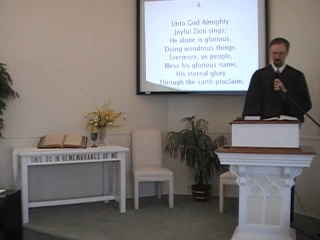 4.
Unto God Almighty
Joyful Zion sings;
He alone is glorious,
Doing wondrous things.
Evermore, ye people,
Bless his glorious name,
His eternal glory
Through the earth proclaim.
THIS DO IN REMEMBRANCE OF ME